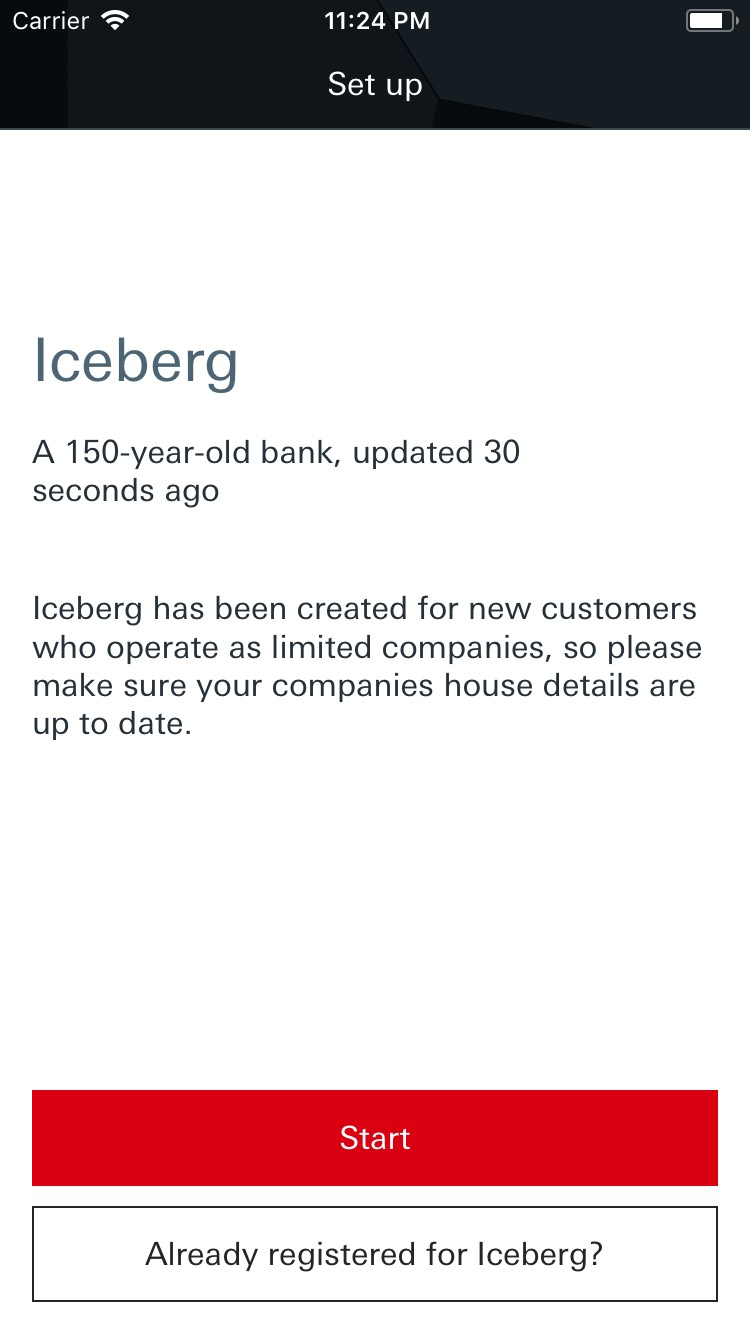 Carrier
11:24 PM
Set up
Iceberg
A 150-year-old bank, updated 30
seconds ago
Iceberg has been created for new customers
who operate as limited companies, so please
make sure your companies house details are
up to date.
Start
Already registered for Iceberg?